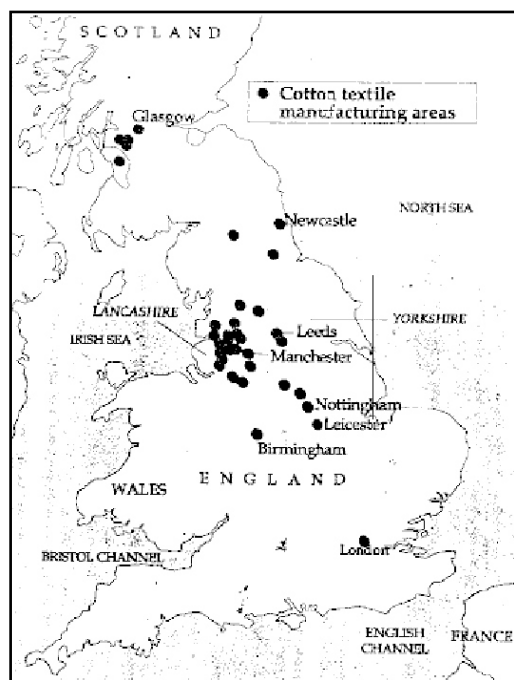 SCOTLAND
Cotton textile
manufacturing areas
Glasgow
Newcastle
NORTH SEA
LANCASHIRE
YORKSHIRE
IRISH SEA
Leeds
Manchester
Nottingham
Leicester
Birmingham
ENGLAND
WALES
London
BRISTOL CHANNEL
ENGLISH
CHANNEL
FRANCE